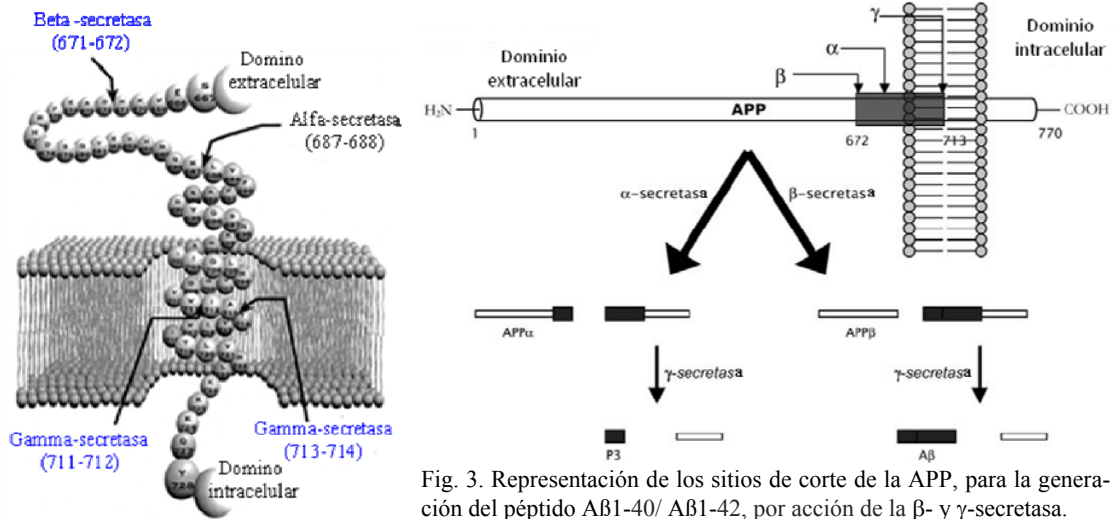 Beta -secretasa
(671-672)
Domino
extracelular
Alfa-secretasa
(687-688)
Gamma-secretasa
(711-712)
Gamma-secretasa
(713-714)
Domino
intracelular
γ
Dominio
extracelular
α
β
Dominio
intracelular
H₂N
APP
COOH
1
672
713
770
α-secretasa
β-secretasa
APPα
APPβ
γ-secretasa
γ-secretasa
P3
Aβ
Fig. 3. Representación de los sitios de corte de la APP, para la genera-
ción del péptido Aß1-40/ Aß1-42, por acción de la β- y γ-secretasa.